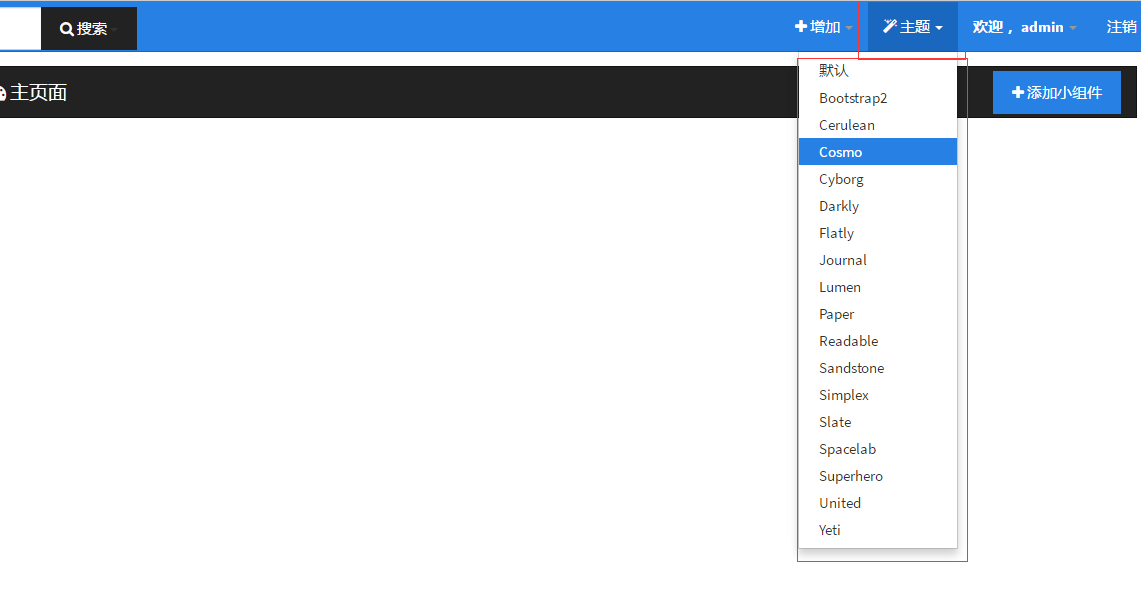 搜索
增加
主题
欢迎，admin
注销
主页面
添加小组件
默认
Bootstrap2
Cerulean
Cosmo
Cyborg
Darkly
Flatly
Journal
Lumen
Paper
Readable
Sandstone
Simplex
Slate
Spacelab
Superhero
United
Yeti